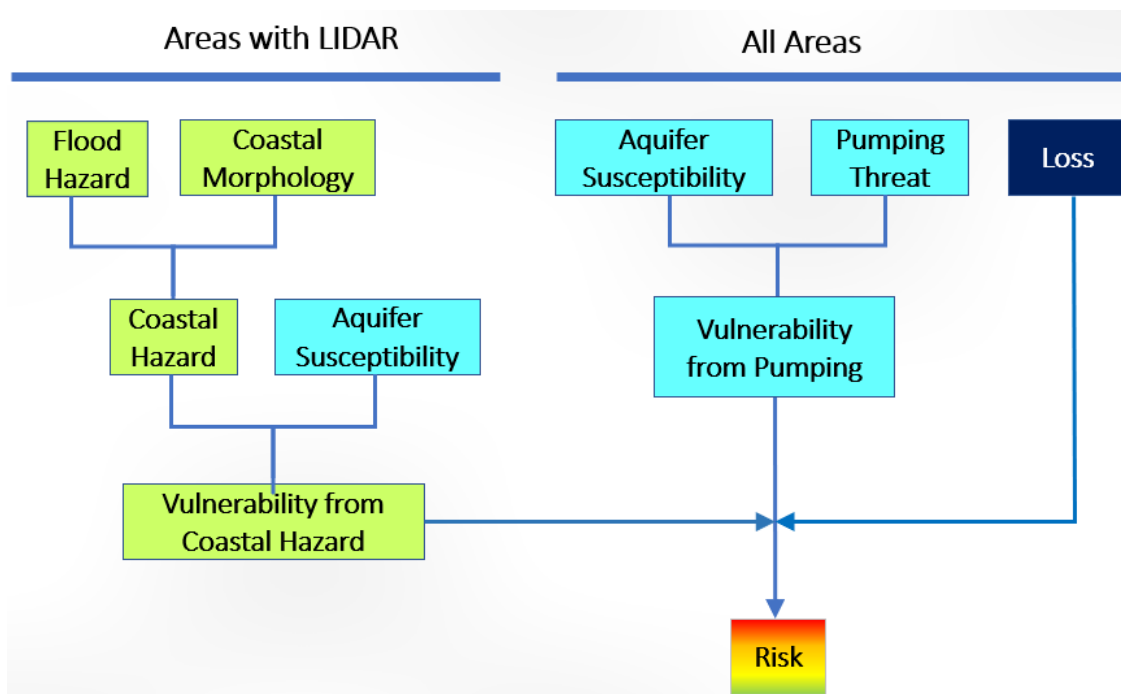 Areas with LIDAR
All Areas
Flood
Hazard
Coastal
Morphology
Aquifer
Susceptibility
Pumping
Threat
Loss
Coastal
Hazard
Aquifer
Susceptibility
Vulnerability
from Pumping
Vulnerability from
Coastal Hazard
Risk